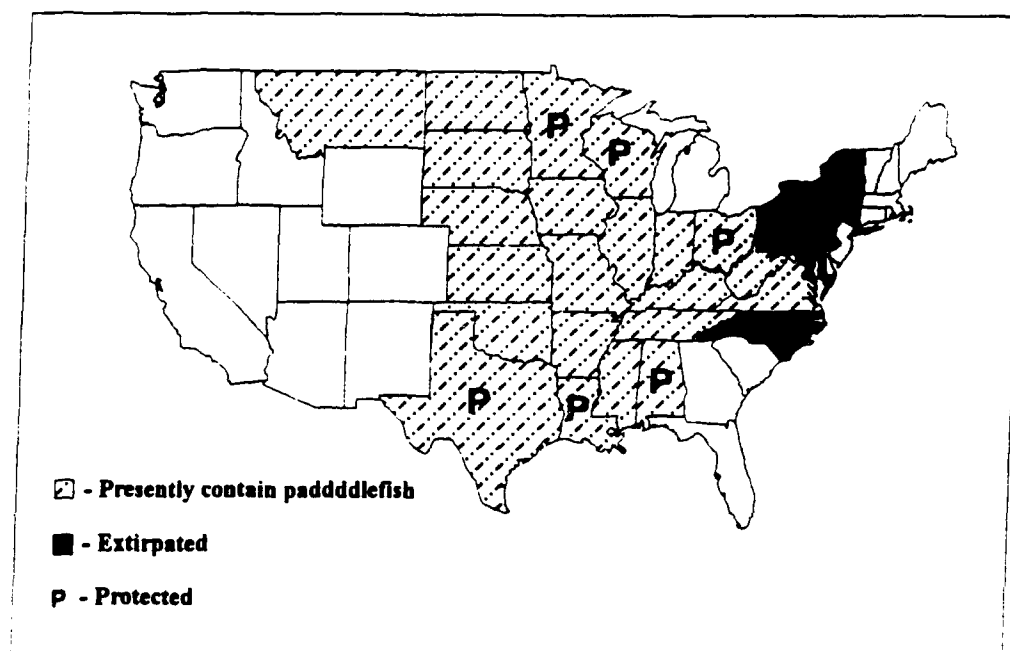 P
P
P
P
P
P
- Presently contain paddddlefish
- Extirpated
P - Protected